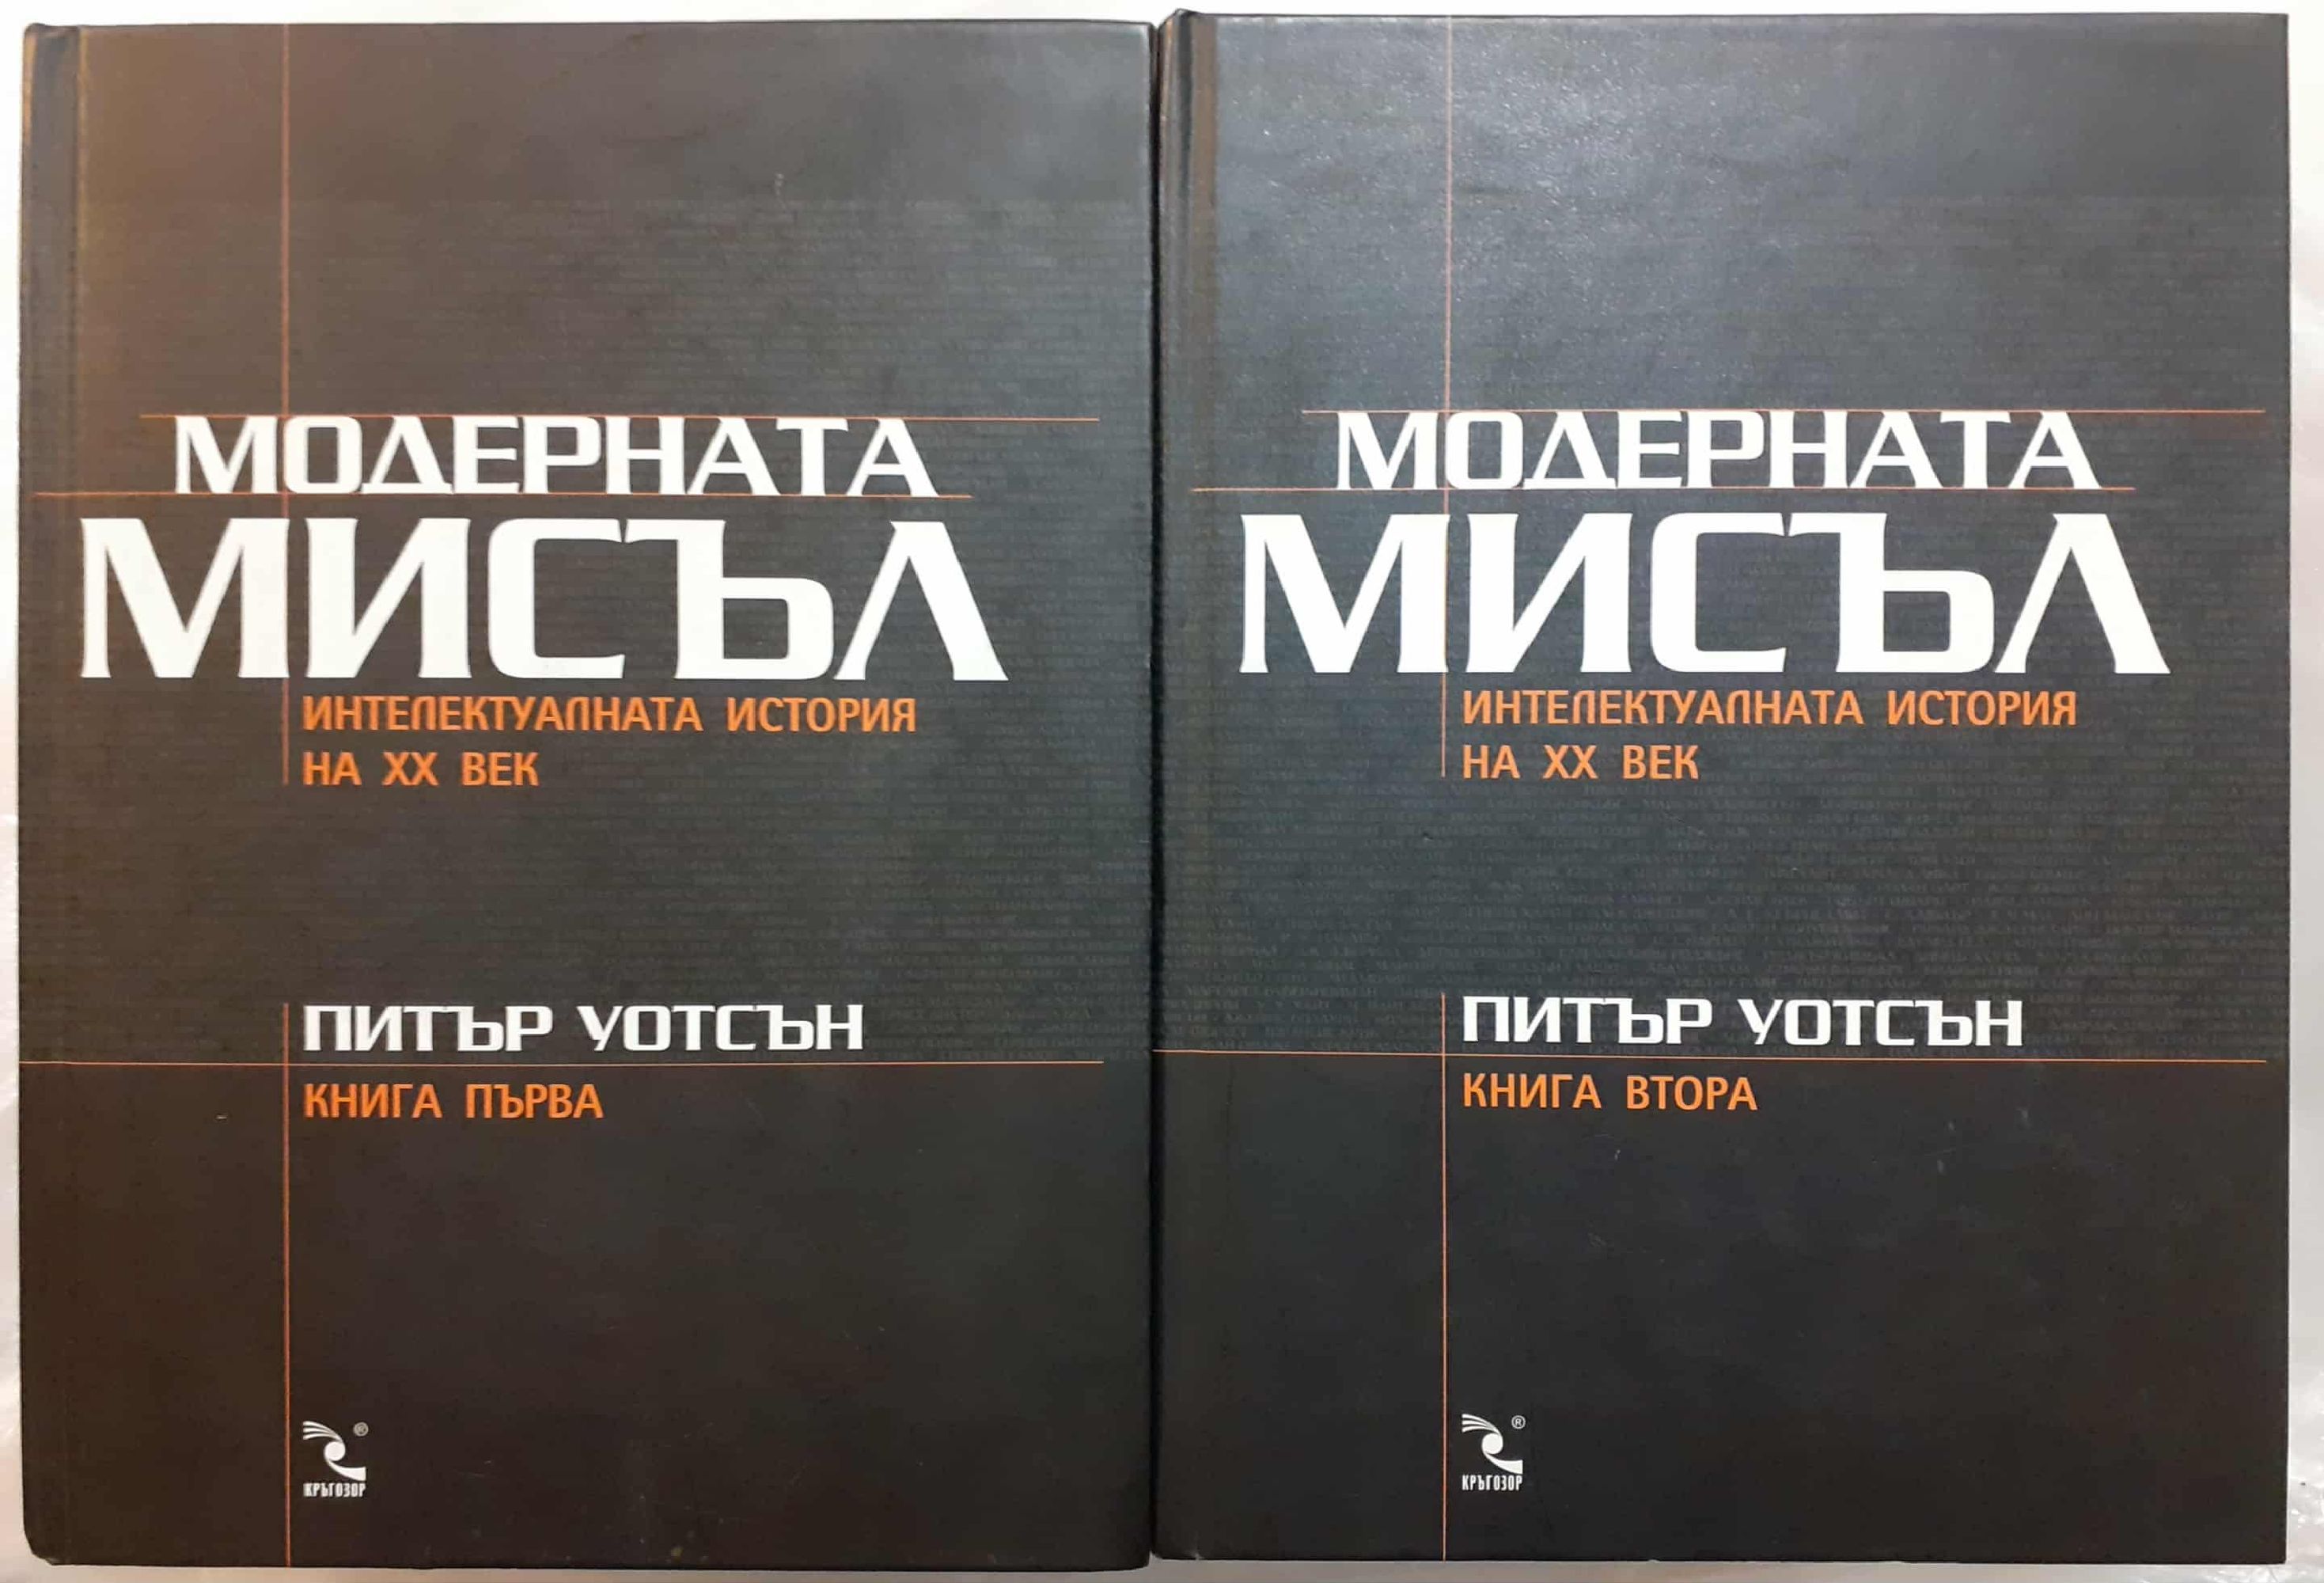 МОДЕРНАТА
МИСЪЛ
ИНТЕЛЕКТУАЛНАТА ИСТОРИЯ
НА XX ВЕК
ПИТЪР УОТСЪН
КНИГА ПЪРВА
®
КРЪГОЗОР
МОДЕРНАТА
МИСЪЛ
ИНТЕЛЕКТУАЛНАТА ИСТОРИЯ
НА XX ВЕК
ПИТЪР УОТСЪН
КНИГА ВТОРА
®
КРЪГОЗОР